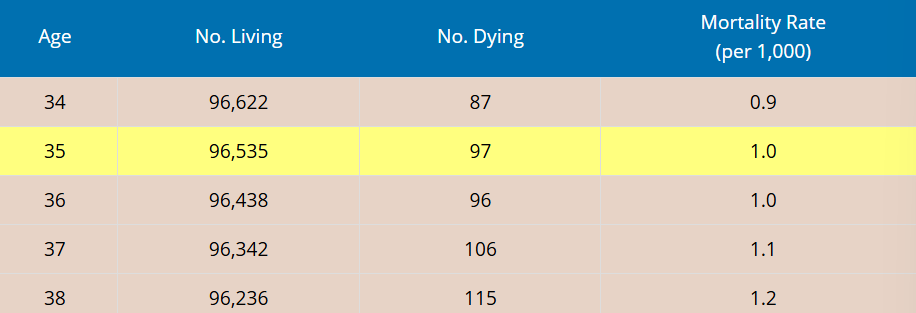 Age No. Living No. Dying Mortality Rate (per 1,000)
34 96,622 87 0.9
35 96,535 97 1.0
36 96,438 96 1.0
37 96,342 106 1.1
38 96,236 115 1.2